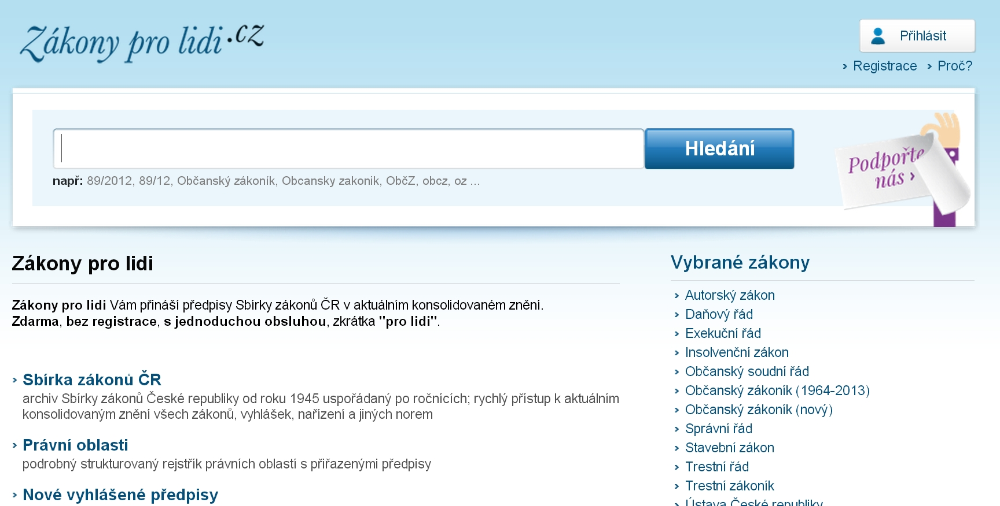 Zákony pro lidi.cz
Přihlásit
Registrace
Proč?
Hledání
např: 89/2012, 89/12, Občanský zákoník, Obcansky zakonik, ObčZ, obcz, oz ...
Podpořte
nás ›
Zákony pro lidi
Zákony pro lidi Vám přináší předpisy Sbírky zákonů ČR v aktuálním konsolidovaném znění.
Zdarma, bez registrace, s jednoduchou obsluhou, zkrátka "pro lidi".
Sbírka zákonů ČR
archiv Sbírky zákonů České republiky od roku 1945 uspořádaný po ročnících; rychlý přístup k aktuálním
konsolidovaným znění všech zákonů, vyhlášek, nařízení a jiných norem
Právní oblasti
podrobný strukturovaný rejstřík právních oblastí s přiřazenými předpisy
Nové vyhlášené předpisy
Vybrané zákony
Autorský zákon
Daňový řád
Exekuční řád
Insolvenční zákon
Občanský soudní řád
Občanský zákoník (1964-2013)
Občanský zákoník (nový)
Správní řád
Stavební zákon
Trestní řád
Trestní zákoník
Ústava České republiky